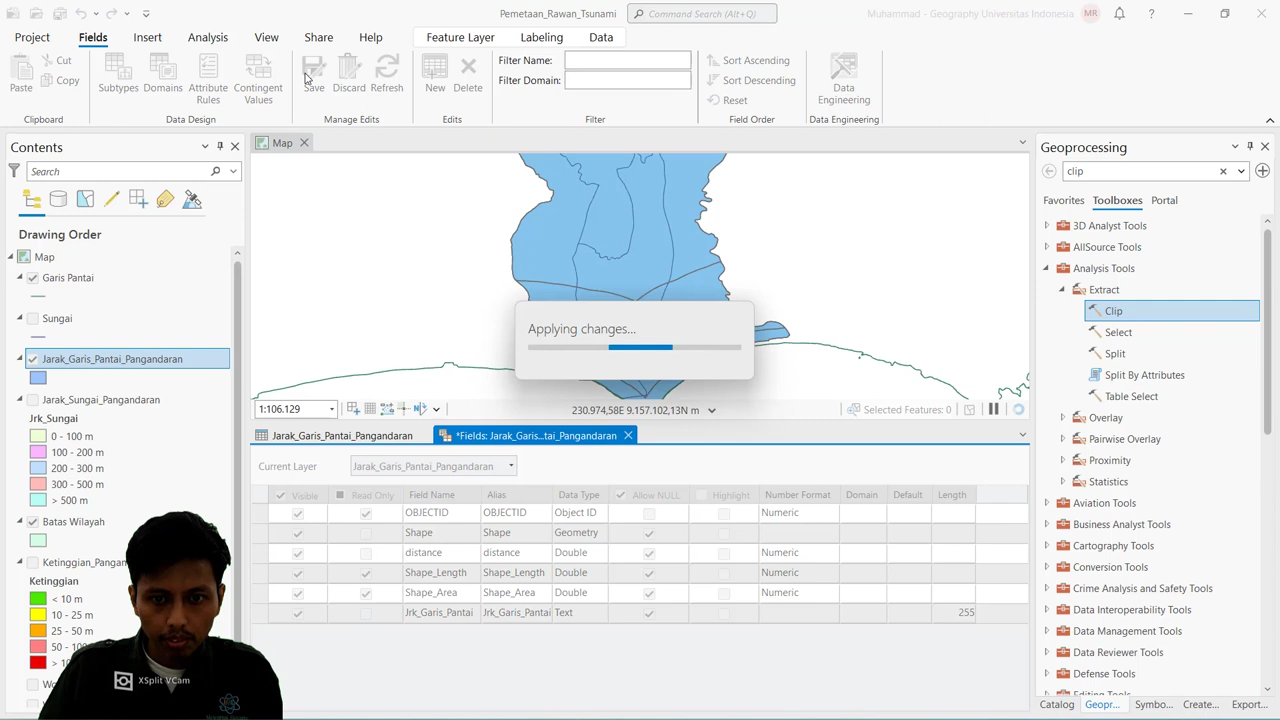 Pemetaan_Rawan_Tsunami
Command Search (Alt+Q)
Muhammad - Geography Universitas Indonesia
MR
Project
Fields
Insert
Analysis
View
Share
Help
Feature Layer
Labeling
Data
Paste
Cut
Copy
Clipboard
Subtypes
Domains
Attribute Rules
Contingent Values
Data Design
Save
Discard
Refresh
Manage Edits
New
Delete
Edits
Filter Name:
Filter Domain:
Filter
Sort Ascending
Sort Descending
Reset
Field Order
Data Engineering
Data Engineering
Contents
Search
Drawing Order
Map
Garis Pantai
Sungai
Jarak_Garis_Pantai_Pangandaran
Jarak_Sungai_Pangandaran
Jrk_Sungai
0 - 100 m
100 - 200 m
200 - 300 m
300 - 500 m
> 500 m
Batas Wilayah
Ketinggian_Pangan
Ketinggian
< 10 m
10 - 25 m
25 - 50 m
50 - 100
XSplit VCam
Map
Applying changes...
1:106.129
230.974,58E 9.157.102,13N m
Selected Features: 0
Jarak_Garis_Pantai_Pangandaran
*Fields: Jarak_Garis...tai_Pangandaran
Current Layer
Jarak_Garis_Pantai_Pangandaran
Visible Read Only Field Name Alias Data Type Allow NULL Highlight Number Format Domain Default Length
OBJECTID OBJECTID Object ID Numeric
Shape Shape Geometry
distance distance Double Numeric
Shape_Length Shape_Length Double Numeric
Shape_Area Shape_Area Double Numeric
Jrk_Garis_Pantai Jrk_Garis_Pantai Text 255
Geoprocessing
clip
Favorites
Toolboxes
Portal
3D Analyst Tools
AllSource Tools
Analysis Tools
Extract
Clip
Select
Split
Split By Attributes
Table Select
Overlay
Pairwise Overlay
Proximity
Statistics
Aviation Tools
Business Analyst Tools
Cartography Tools
Conversion Tools
Crime Analysis and Safety Tools
Data Interoperability Tools
Data Management Tools
Data Reviewer Tools
Defense Tools
Editing Tools
Catalog
Geopr...
Symbo...
Create...
Export...